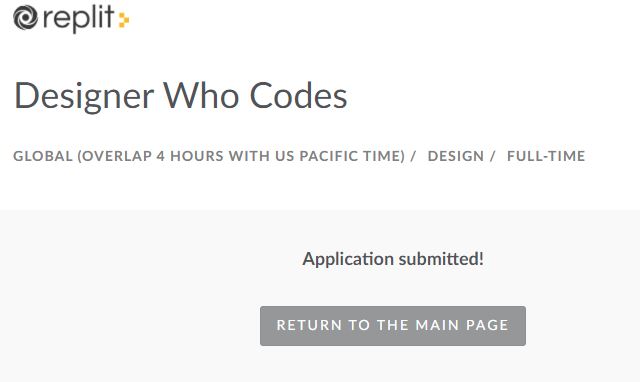 replit
Designer Who Codes
GLOBAL (OVERLAP 4 HOURS WITH US PACIFIC TIME) / DESIGN / FULL-TIME
Application submitted!
RETURN TO THE MAIN PAGE